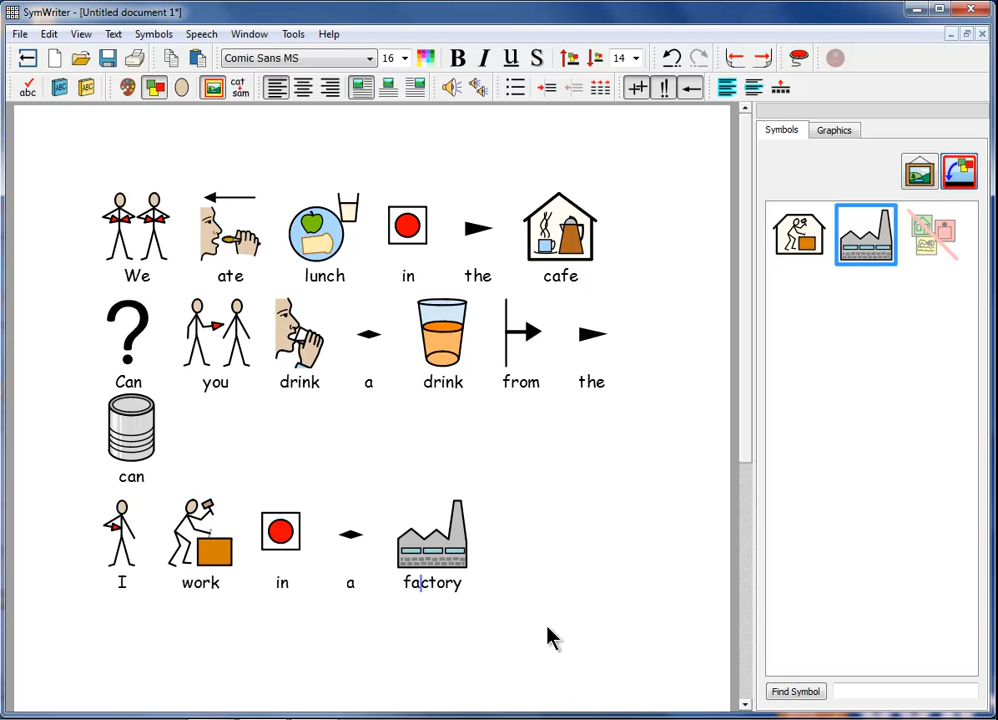 SymWriter - [Untitled document 1*]
File Edit View Text Symbols Speech Window Tools Help
Comic Sans MS 16 B I u S 14
abc ABC ABC cat sam
Symbols Graphics
We ate lunch in the cafe
? Can you drink a drink from the
can
I work in a factory
Find Symbol